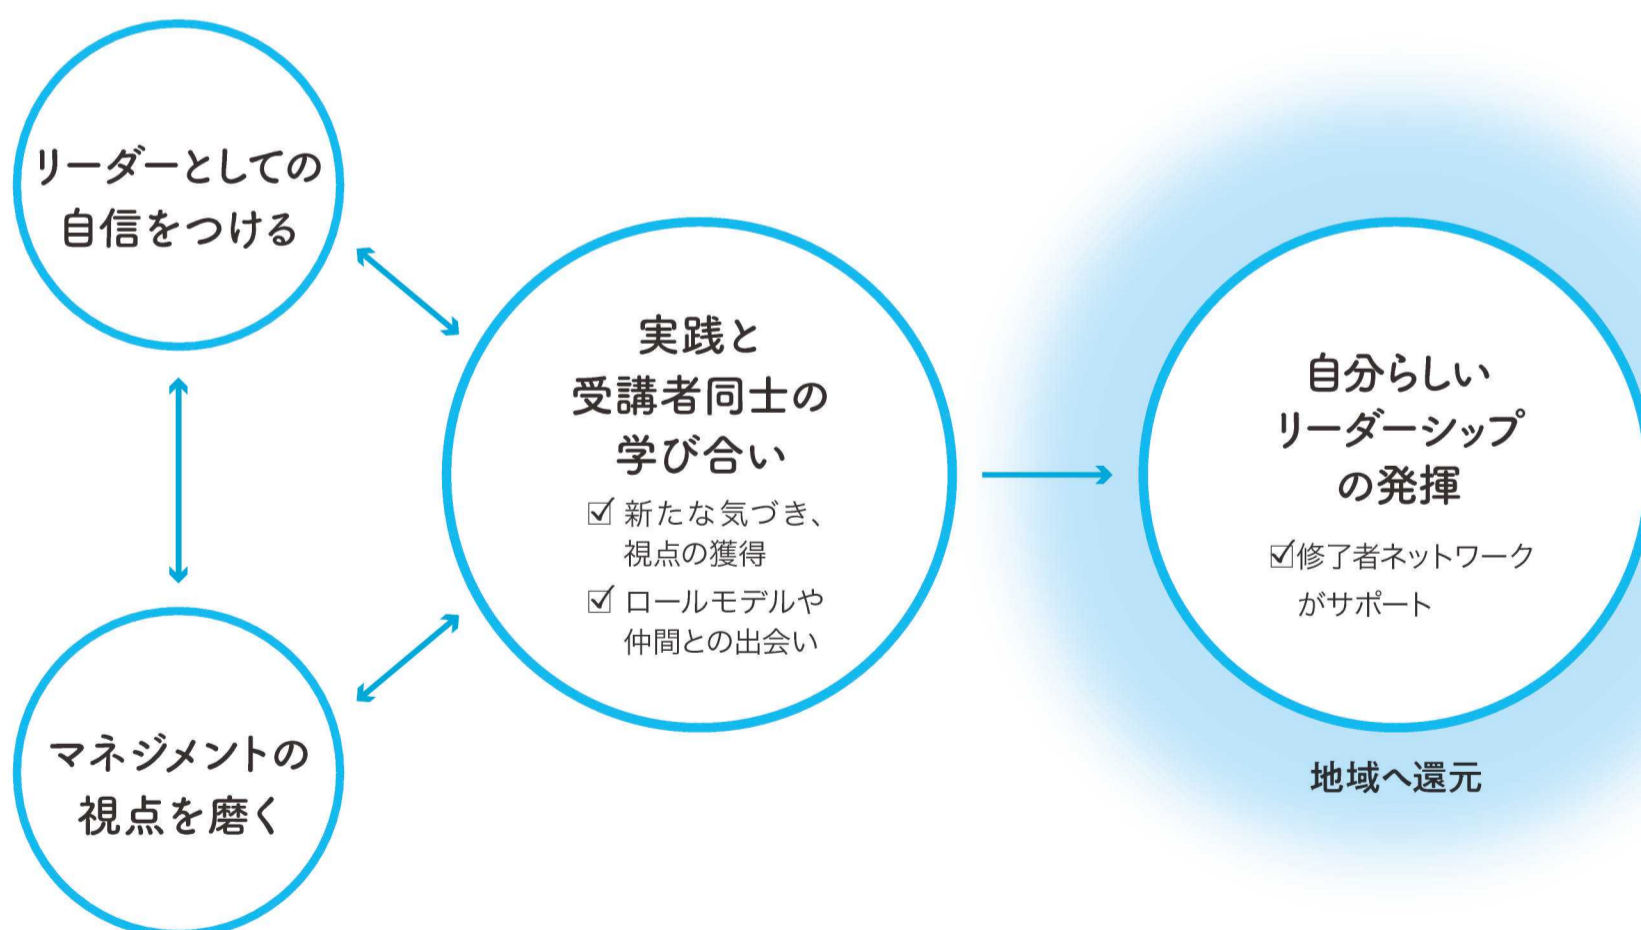 リーダーとしての
自信をつける
マネジメントの
視点を磨く
実践と
受講者同士の
学び合い
☑ 新たな気づき、
視点の獲得
☑ ロールモデルや
仲間との出会い
自分らしい
リーダーシップ
の発揮
☑修了者ネットワーク
がサポート
地域へ還元